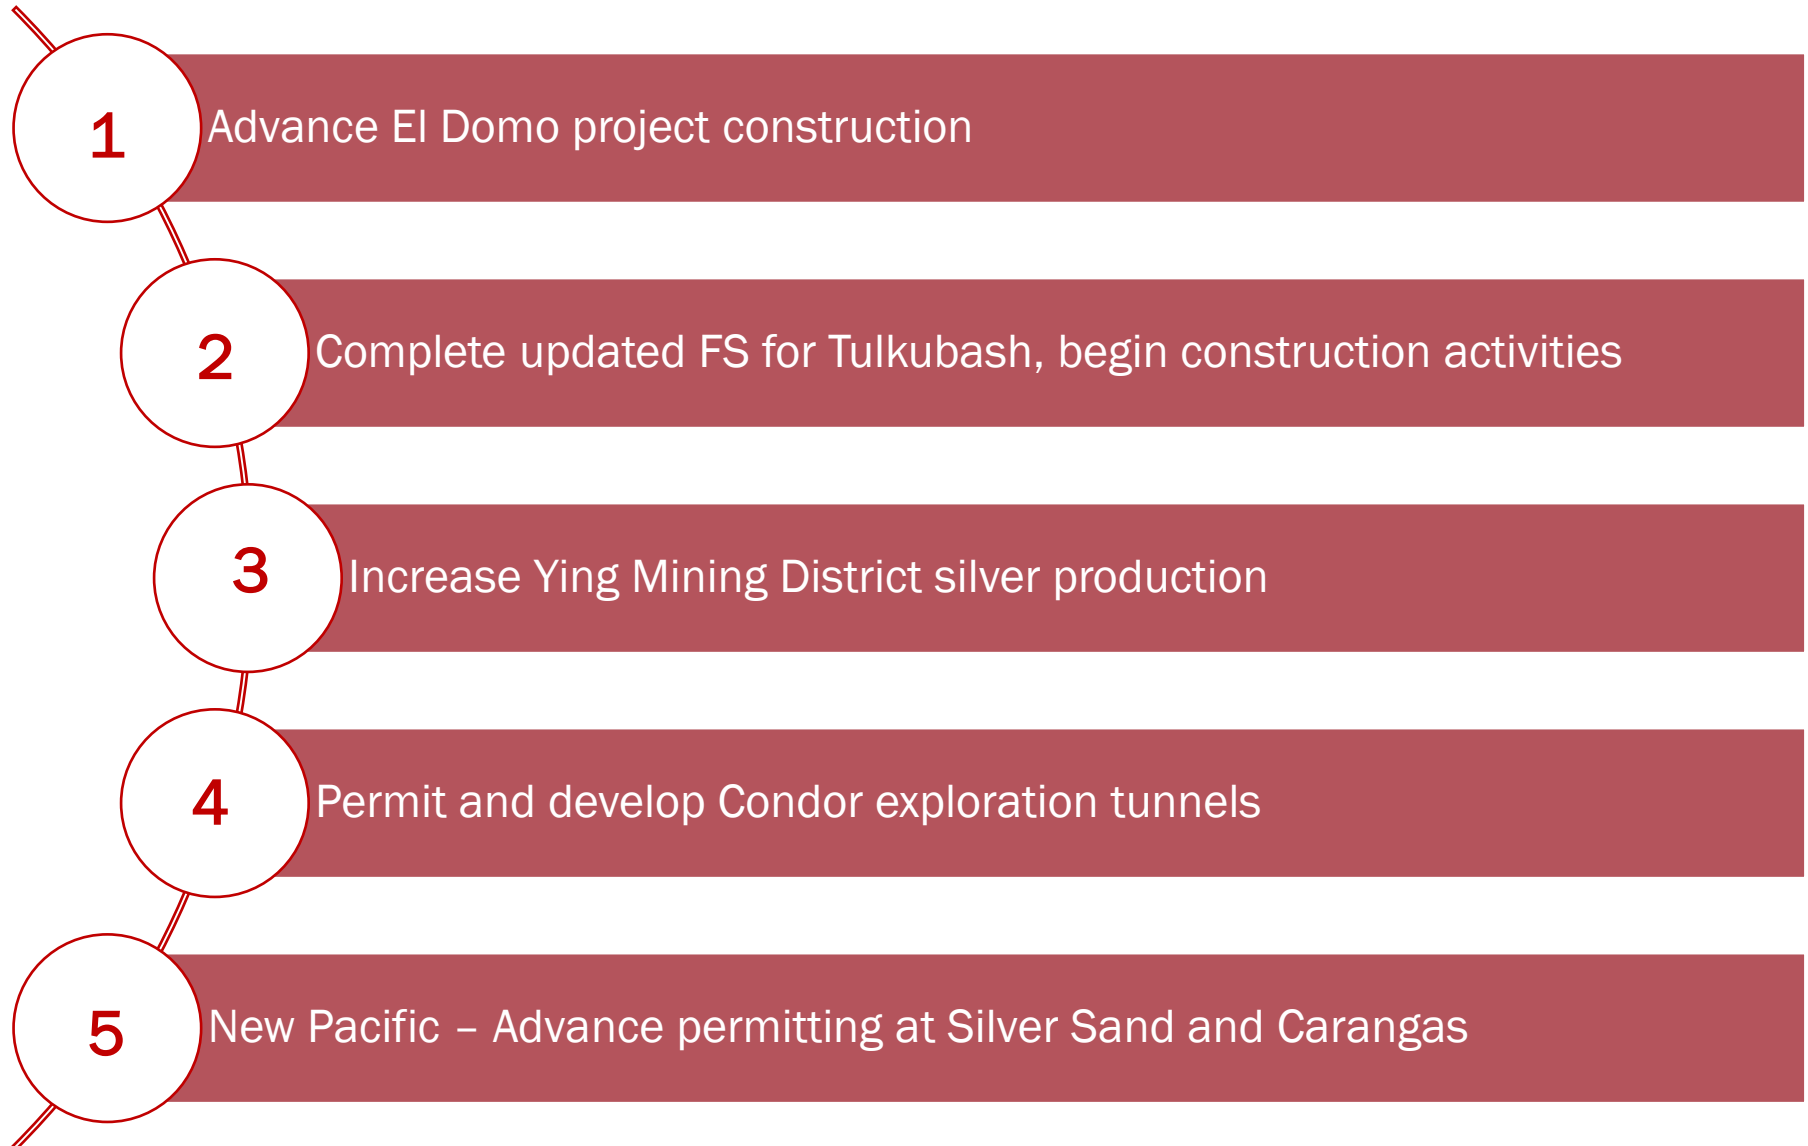 1
Advance El Domo project construction
2
Complete updated FS for Tulkubash, begin construction activities
3
Increase Ying Mining District silver production
4
Permit and develop Condor exploration tunnels
5
New Pacific – Advance permitting at Silver Sand and Carangas